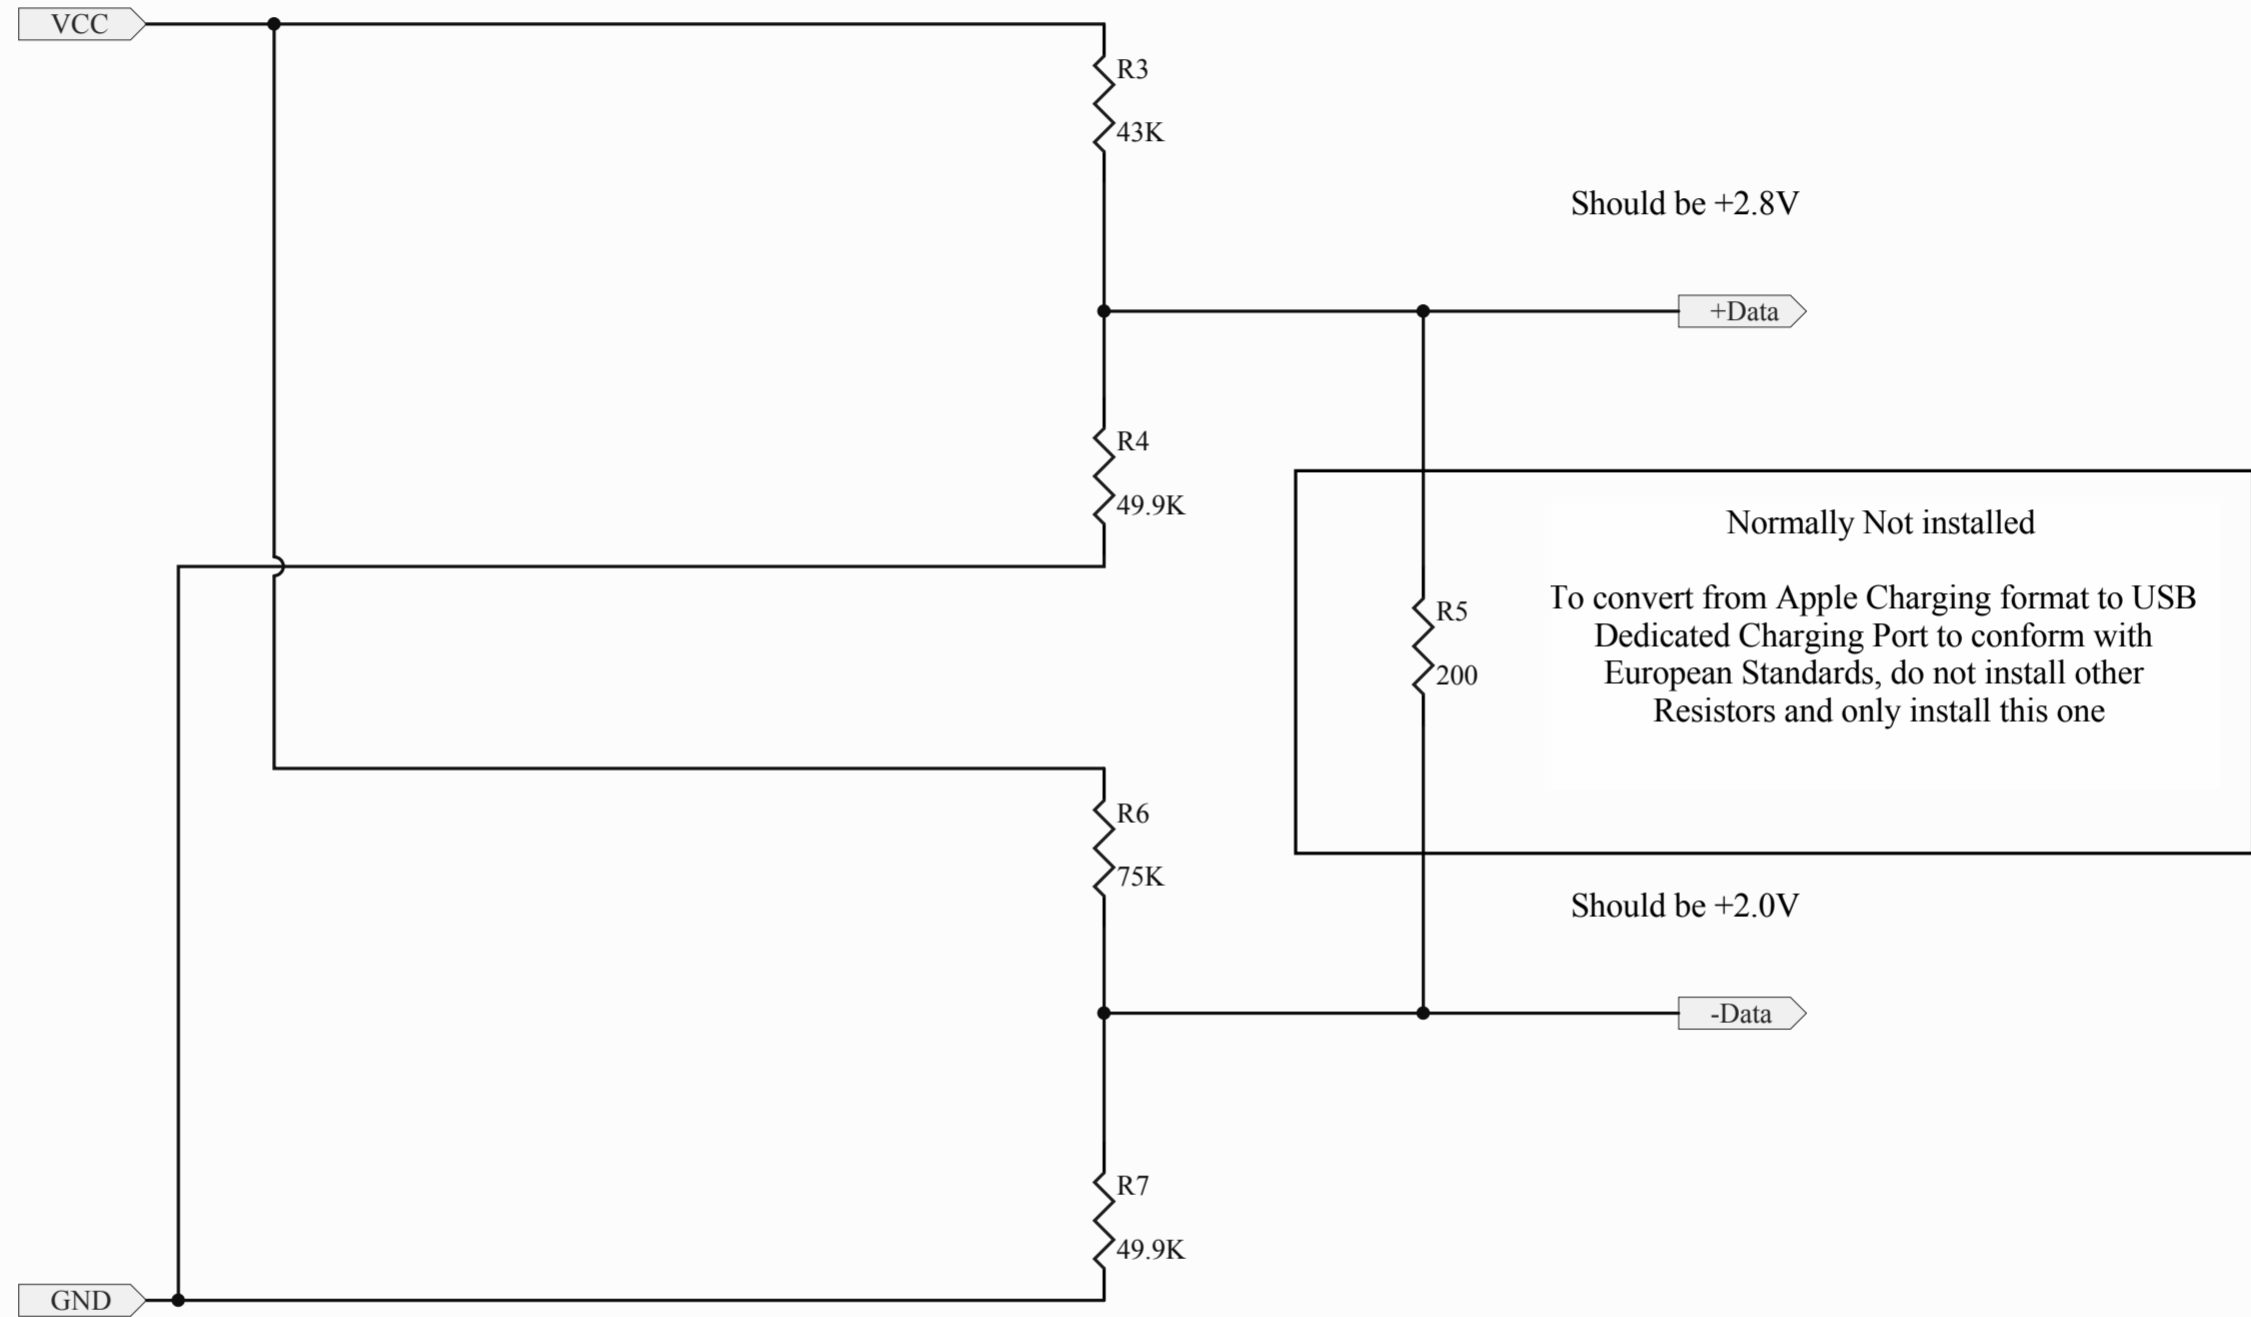 VCC
R3
43K
Should be +2.8V
+Data
R4
49.9K
Normally Not installed
To convert from Apple Charging format to USB
Dedicated Charging Port to conform with
European Standards, do not install other
Resistors and only install this one
R5
200
R6
75K
Should be +2.0V
-Data
R7
49.9K
GND